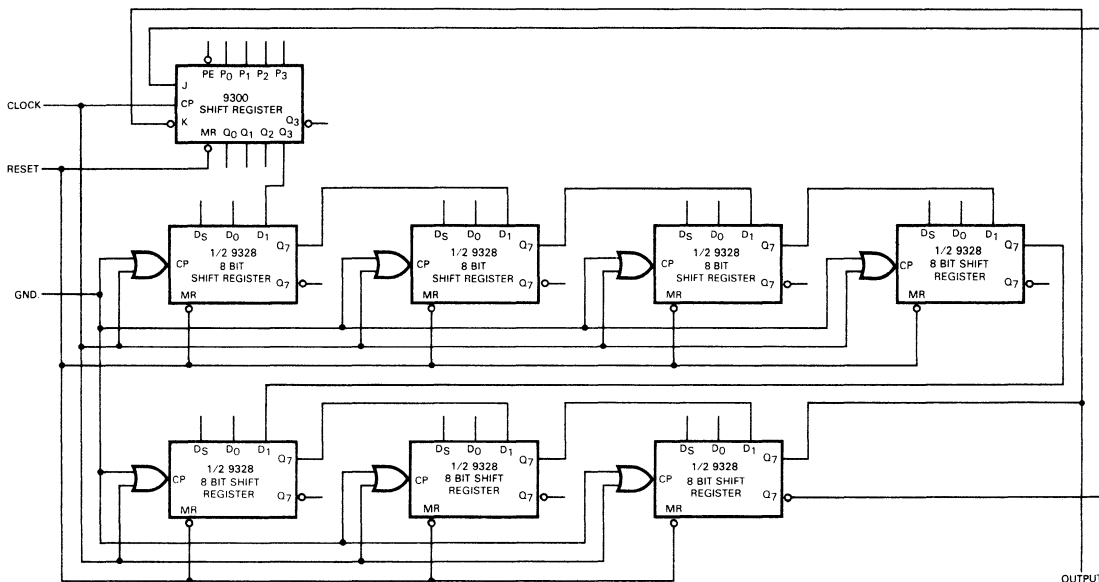 PE P0 P1 P2 P3
J
9300
SHIFT REGISTER
CLOCK
CP
K
Q3
MR Q0 Q1 Q2 Q3
RESET
DS D0 D1
Q7
1/2 9328
8 BIT
SHIFT REGISTER
CP
Q7
MR
DS D0 D1
Q7
1/2 9328
8 BIT
SHIFT REGISTER
CP
Q7
MR
DS D0 D1
Q7
1/2 9328
8 BIT
SHIFT REGISTER
CP
Q7
MR
DS D0 D1
Q7
1/2 9328
8 BIT SHIFT
REGISTER
CP
Q7
MR
GND.
DS D0 D1
Q7
1/2 9328
8 BIT SHIFT
REGISTER
CP
Q7
MR
DS D0 D1
Q7
1/2 9328
8 BIT SHIFT
REGISTER
CP
Q7
MR
DS D0 D1
Q7
1/2 9328
8 BIT SHIFT
REGISTER
CP
Q7
MR
OUTPUT